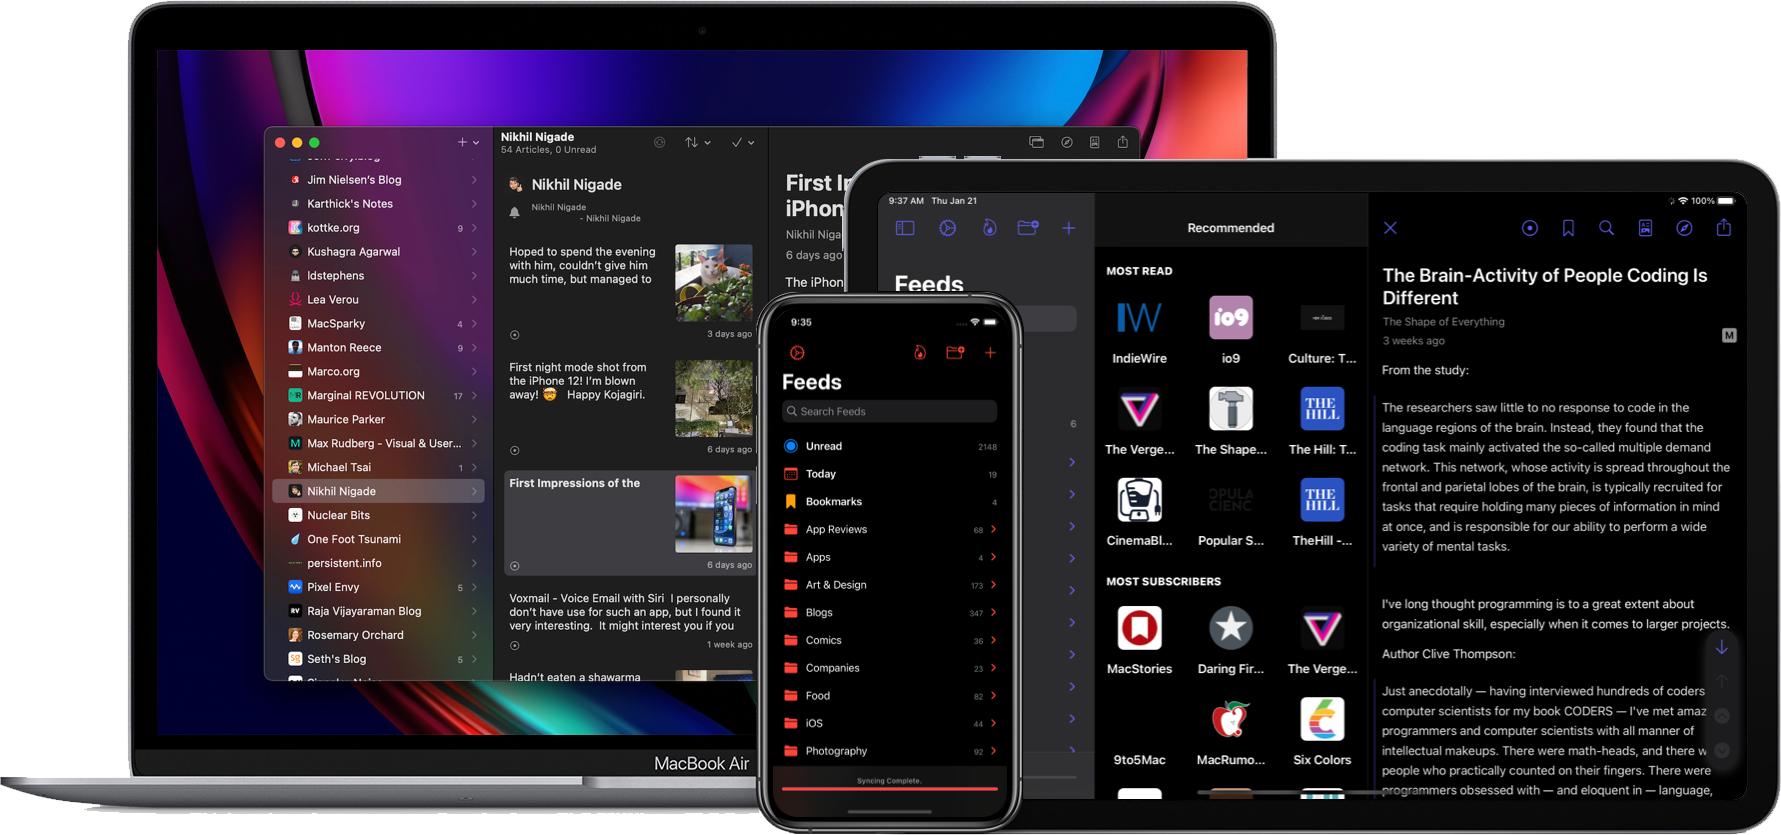 Nikhil Nigade
54 Articles, 0 Unread
Jim Nielsen's Blog
Karthick's Notes
kottke.org 9
Kushagra Agarwal
ldstephens
Lea Verou
MacSparky 4
Manton Reece 9
Marco.org
Marginal REVOLUTION 17
Maurice Parker
Max Rudberg - Visual & User...
Michael Tsai 1
Nikhil Nigade
Nuclear Bits
One Foot Tsunami
persistent.info
Pixel Envy 5
Raja Vijayaraman Blog
Rosemary Orchard
Seth's Blog 5
Nikhil Nigade
Nikhil Nigade
- Nikhil Nigade
Hoped to spend the evening
with him, couldn't give him
much time, but managed to
3 days ago
First night mode shot from
the iPhone 12! I'm blown
away! 🤯 Happy Kojagiri.
6 days ago
First Impressions of the
6 days ago
Voxmail - Voice Email with Siri I personally
don't have use for such an app, but I found it
very interesting. It might interest you if you
1 week ago
Hadn't eaten a shawarma
First
iPhon
Nikhil Niga
6 days ago
The iPhon
MacBook Air
9:35
Feeds
Search Feeds
Unread 2148
Today 19
Bookmarks 4
App Reviews 68
Apps 4
Art & Design 173
Blogs 347
Comics 36
Companies 23
Food 82
iOS 44
Photography 92
Syncing Complete.
9:37 AM Thu Jan 21
100%
Feeds
6
Recommended
MOST READ
IW
io9
IndieWire
io9
Culture: T...
THE
HILL
The Verge...
The Shape...
The Hill: T...
OPULA
CIENC
THE
HILL
CinemaBl...
Popular S...
TheHill -...
MOST SUBSCRIBERS
MacStories
Daring Fir...
The Verge...
9to5Mac
MacRumo...
Six Colors
The Brain-Activity of People Coding Is
Different
The Shape of Everything
3 weeks ago
M
From the study:
The researchers saw little to no response to code in the
language regions of the brain. Instead, they found that the
coding task mainly activated the so-called multiple demand
network. This network, whose activity is spread throughout the
frontal and parietal lobes of the brain, is typically recruited for
tasks that require holding many pieces of information in mind
at once, and is responsible for our ability to perform a wide
variety of mental tasks.
I've long thought programming is to a great extent about
organizational skill, especially when it comes to larger projects.
Author Clive Thompson:
Just anecdotally — having interviewed hundreds of coders
computer scientists for my book CODERS — I've met amaz
programmers and computer scientists with all manner of
intellectual makeups. There were math-heads, and there w
people who practically counted on their fingers. There were
programmers obsessed with — and eloquent in — language,